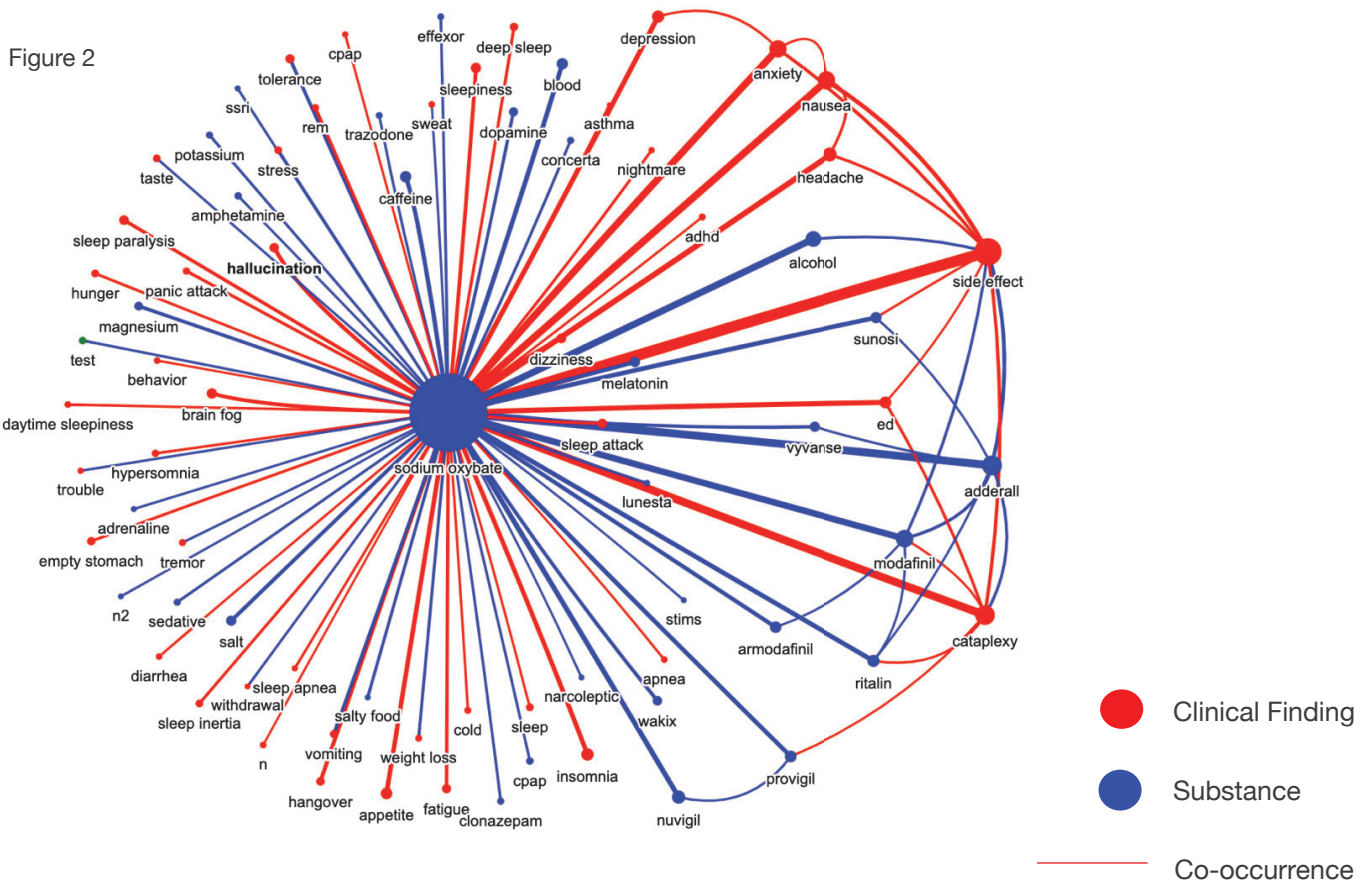 Figure 2
effexor
depression
cpap
deep sleep
anxiety
tolerance
sleepiness
blood
nausea
ssri
rem
trazodone
sweat
dopamine
asthma
potassium
stress
concerta
nightmare
headache
taste
caffeine
amphetamine
sleep paralysis
adhd
hallucination
alcohol
hunger
panic attack
side effect
magnesium
sunosi
test
dizziness
behavior
melatonin
daytime sleepiness
brain fog
ed
sleep attack
vyvanse
hypersomnia
sodium oxybate
trouble
lunesta
adderall
adrenaline
empty stomach
tremor
modafinil
n2
sedative
stims
salt
armodafinil
cataplexy
diarrhea
sleep apnea
apnea
ritalin
withdrawal
narcoleptic
sleep inertia
salty food
wakix
Clinical Finding
cold
sleep
n
vomiting
weight loss
cpap
insomnia
provigil
Substance
hangover
appetite
fatigue
clonazepam
nuvigil
Co-occurrence